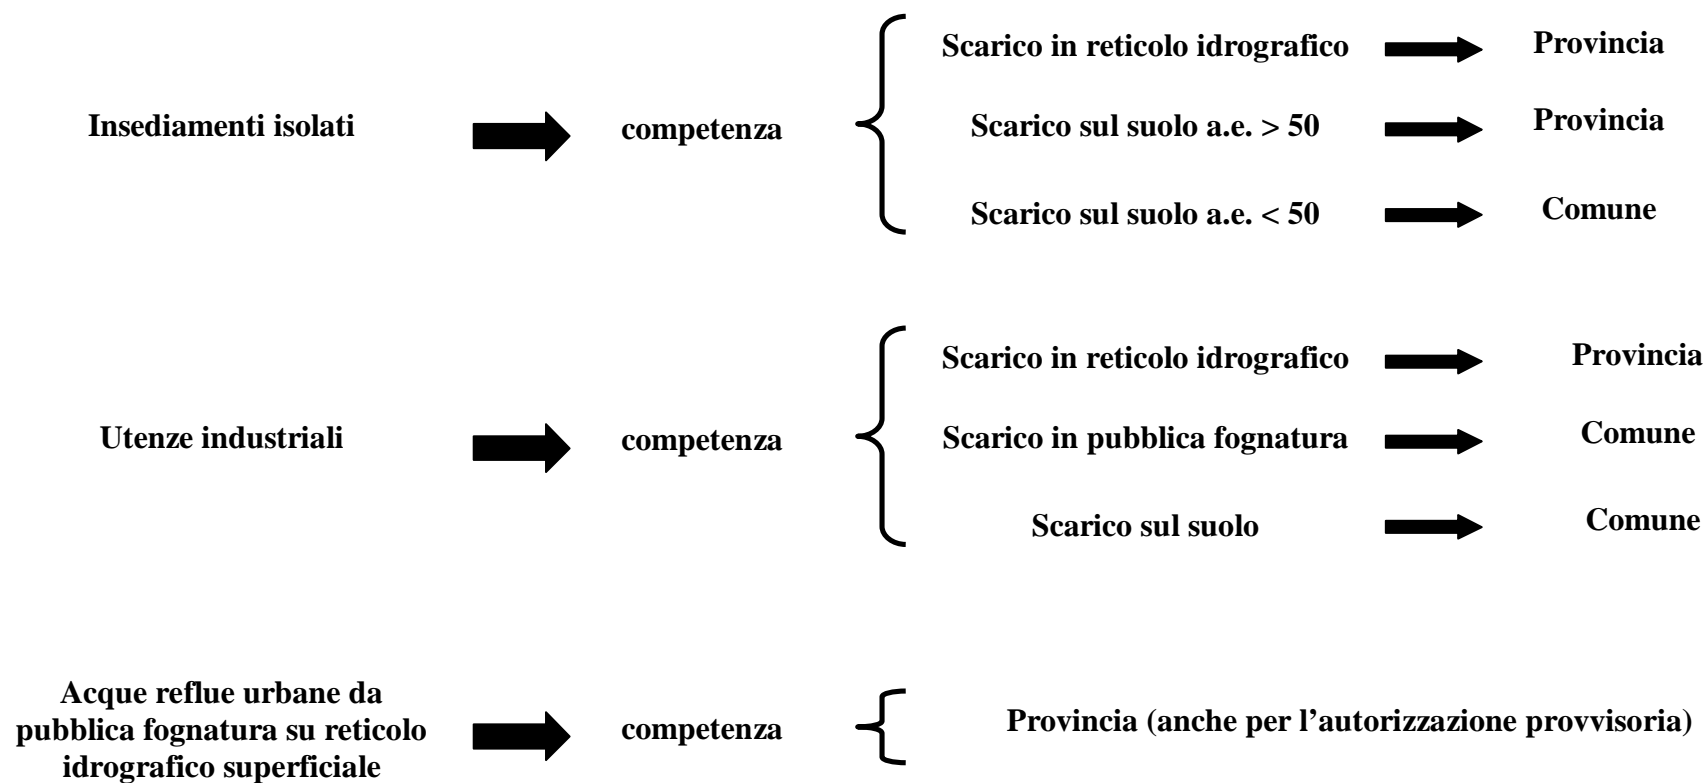 Scarico in reticolo idrografico Provincia
Insediamenti isolati competenza Scarico sul suolo a.e. > 50 Provincia
Scarico sul suolo a.e. < 50 Comune
Scarico in reticolo idrografico Provincia
Utenze industriali competenza Scarico in pubblica fognatura Comune
Scarico sul suolo Comune
Acque reflue urbane da
pubblica fognatura su reticolo
idrografico superficiale
competenza Provincia (anche per l’autorizzazione provvisoria)